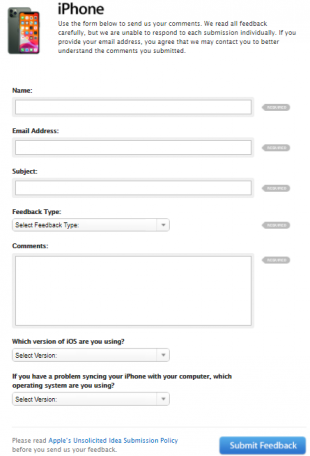 iPhone
Use the form below to send us your comments. We read all feedback
carefully, but we are unable to respond to each submission individually. If you
provide your email address, you agree that we may contact you to better
understand the comments you submitted.
Name:
Email Address:
Subject:
Feedback Type:
Select Feedback Type:
Comments:
Which version of iOS are you using?
Select Version:
If you have a problem syncing your iPhone with your computer, which
operating system are you using?
Select Version:
Please read Apple's Unsolicited Idea Submission Policy
before you send us your feedback.
Submit Feedback